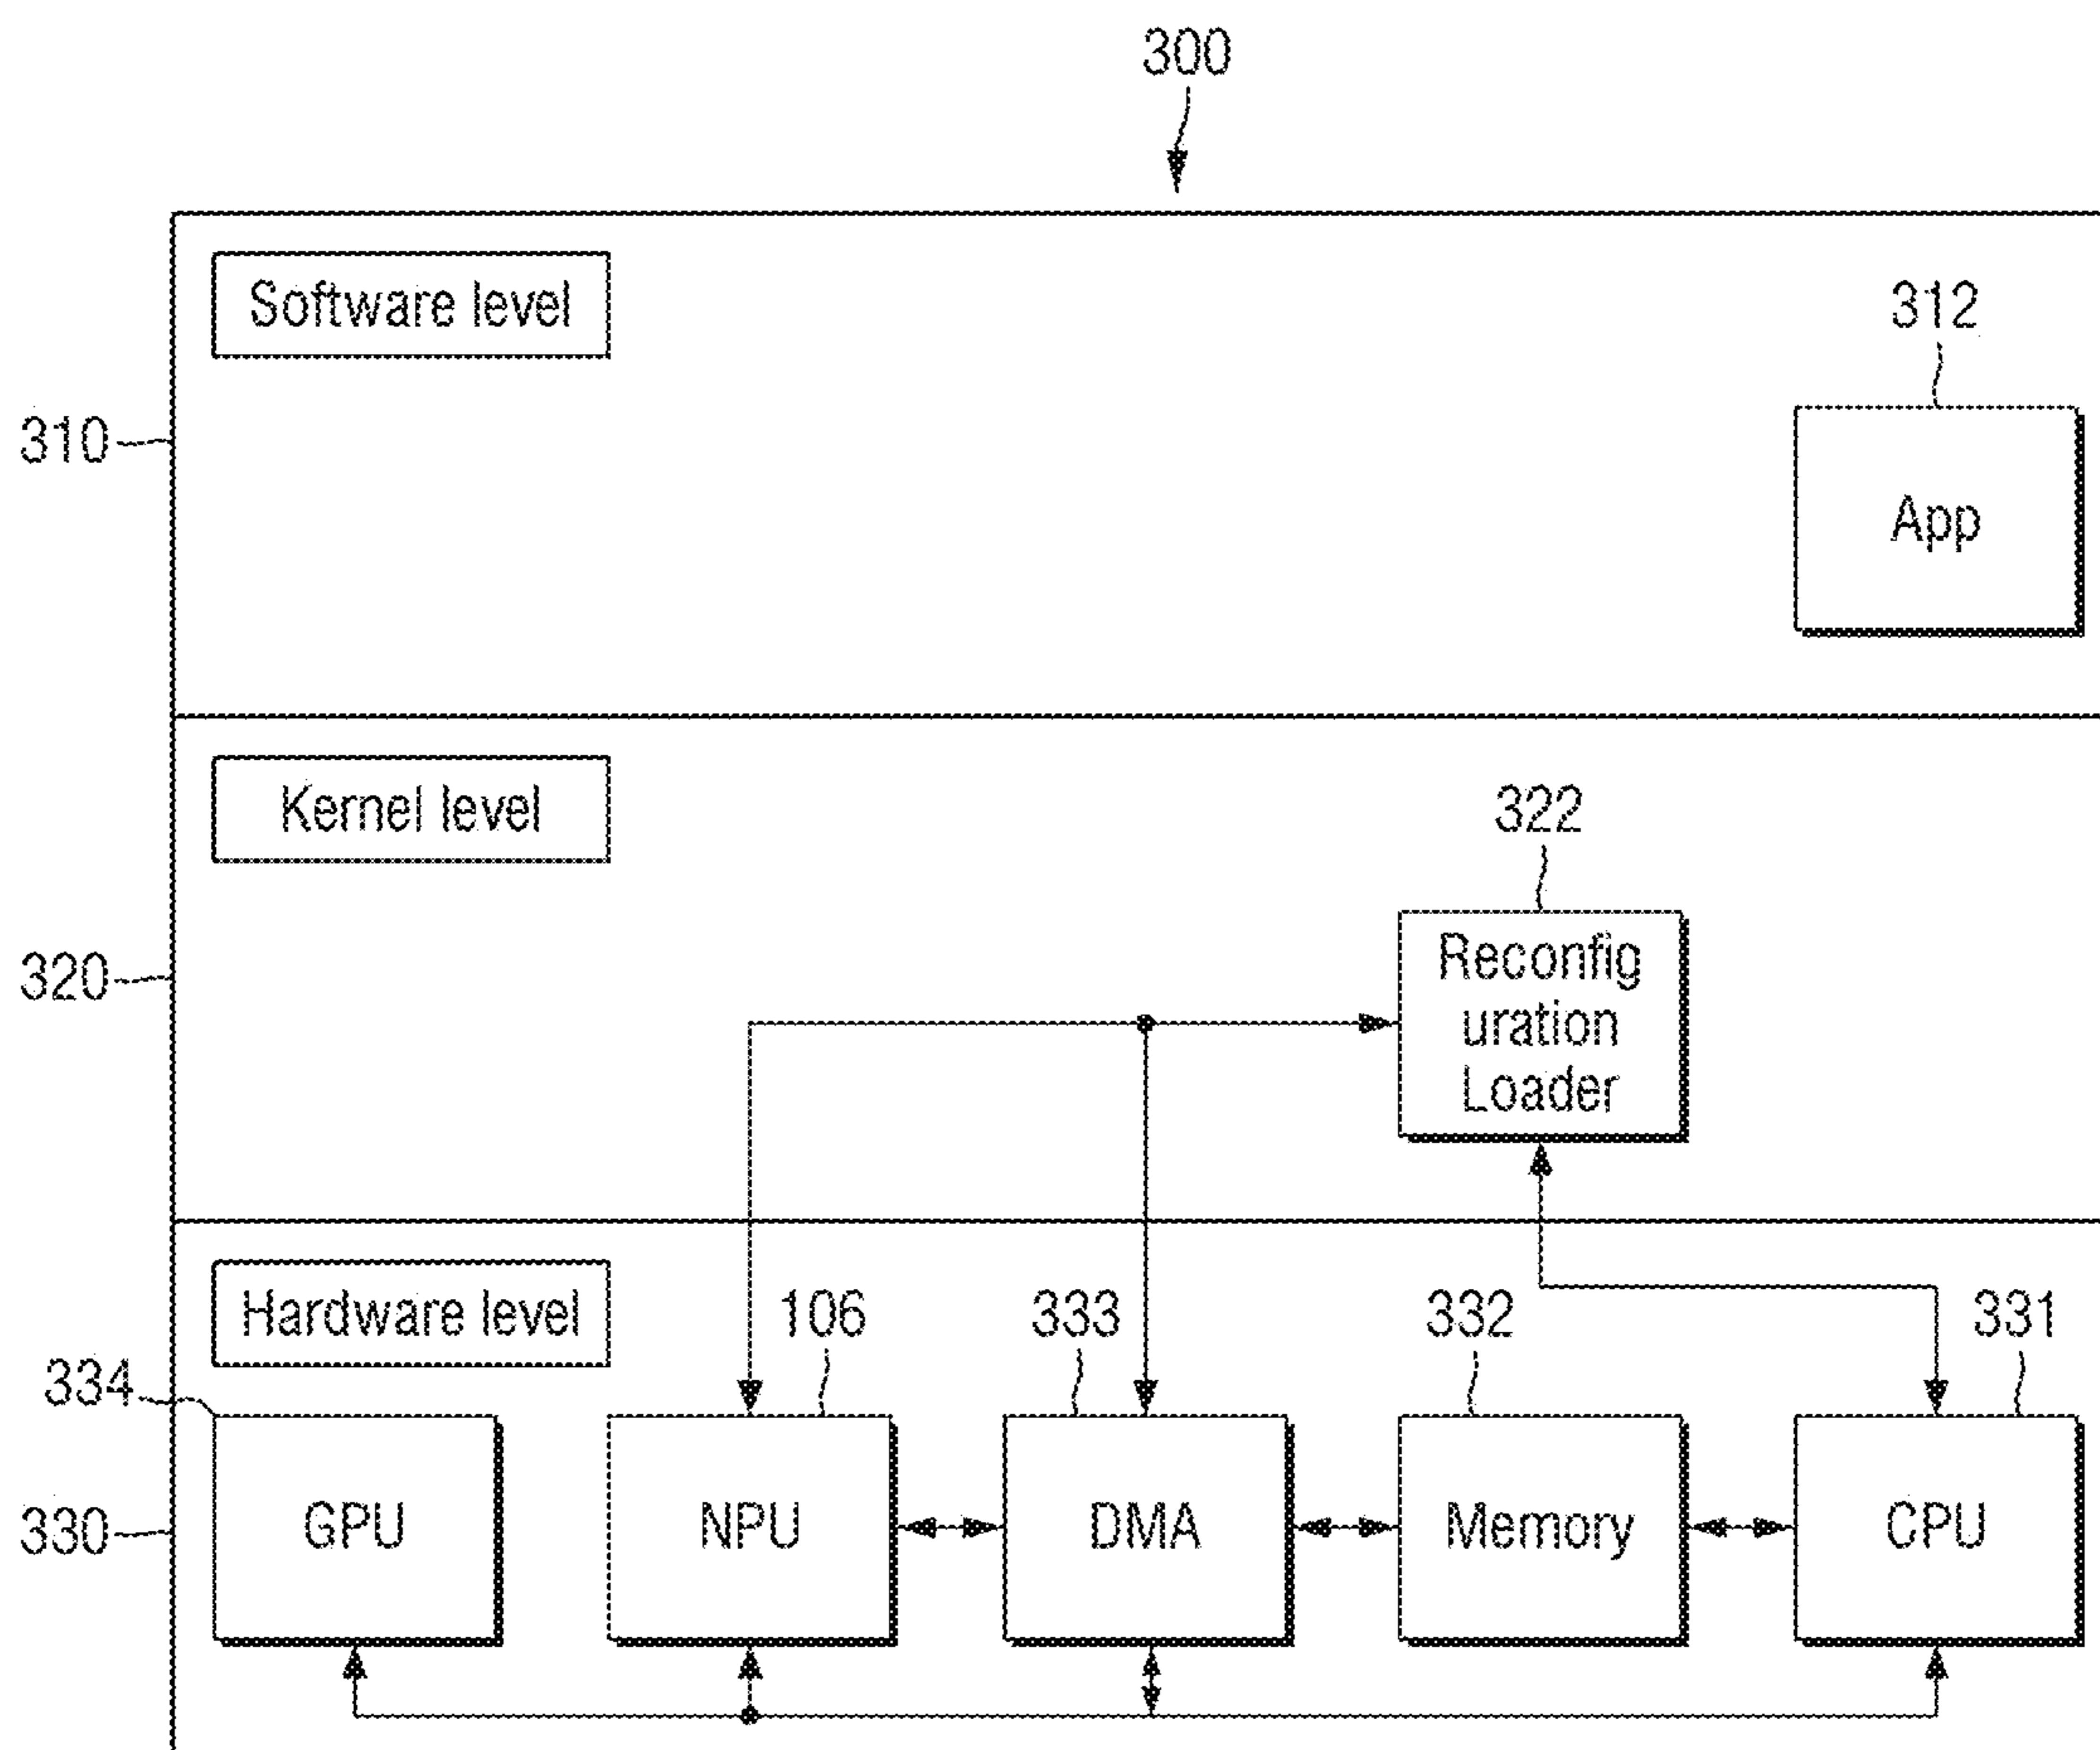 300
Software level
312
310
App
Kernel level
322
Reconfig
uration
Loader
320
Hardware level
106
333
332
331
334
GPU
NPU
DMA
Memory
CPU
330